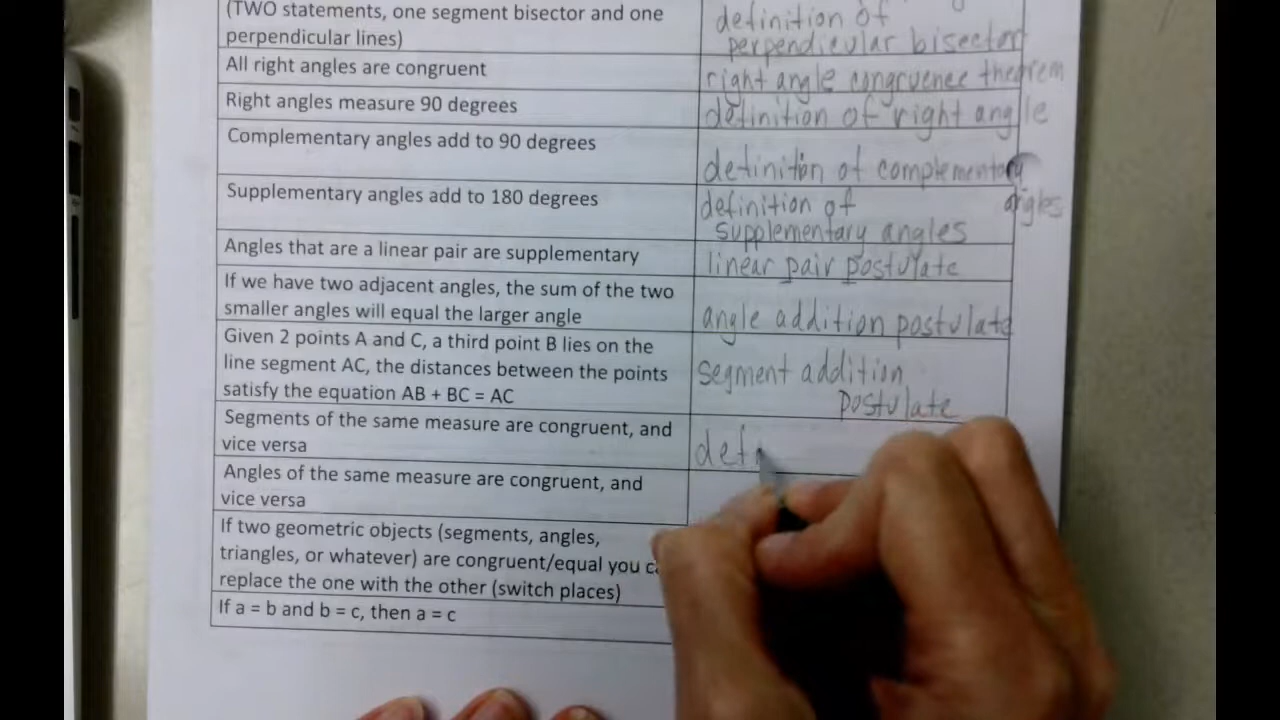 (TWO statements, one segment bisector and one
perpendicular lines)
definition of
perpendicular bisector
All right angles are congruent
right angle congruence theorem
Right angles measure 90 degrees
definition of right angle
Complementary angles add to 90 degrees
definition of complementary
angles
Supplementary angles add to 180 degrees
definition of
supplementary angles
Angles that are a linear pair are supplementary
linear pair postulate
If we have two adjacent angles, the sum of the two
smaller angles will equal the larger angle
angle addition postulate
Given 2 points A and C, a third point B lies on the
line segment AC, the distances between the points
satisfy the equation AB + BC = AC
segment addition
postulate
Segments of the same measure are congruent, and
vice versa
def
Angles of the same measure are congruent, and
vice versa
If two geometric objects (segments, angles,
triangles, or whatever) are congruent/equal you
replace the one with the other (switch places)
If a = b and b = c, then a = c